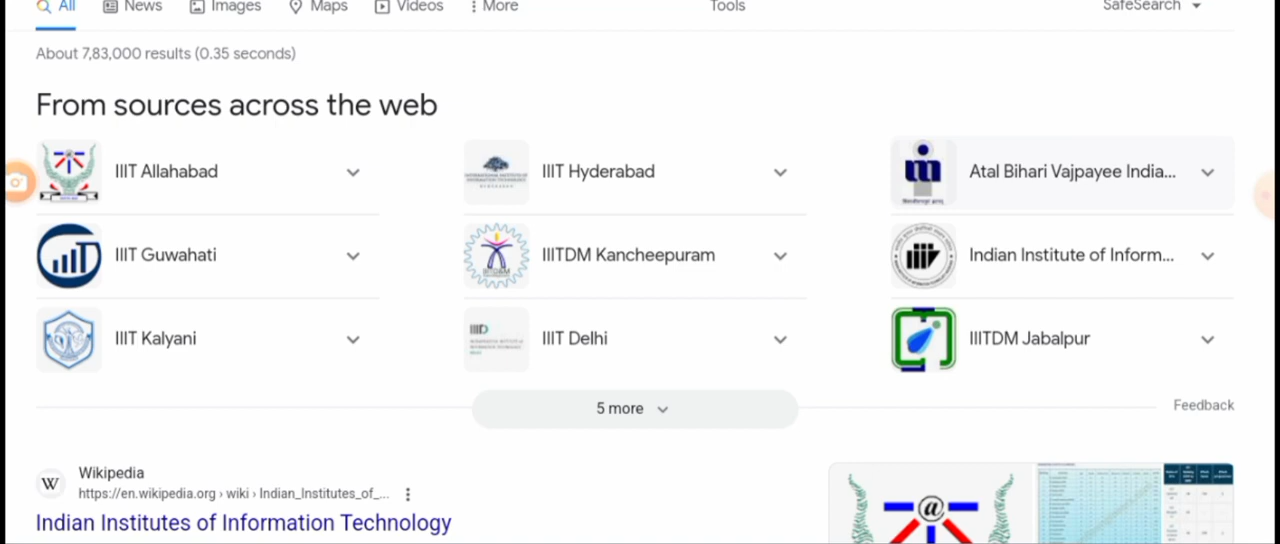 All News Images Maps Videos More Tools SafeSearch
About 7,83,000 results (0.35 seconds)
From sources across the web
IIIT Allahabad IIIT Hyderabad Atal Bihari Vajpayee India...
IIIT Guwahati IIITDM Kancheepuram Indian Institute of Inform...
IIIT Kalyani IIIT Delhi IIITDM Jabalpur
5 more
Feedback
W Wikipedia
https://en.wikipedia.org › wiki › Indian_Institutes_of_...
Indian Institutes of Information Technology